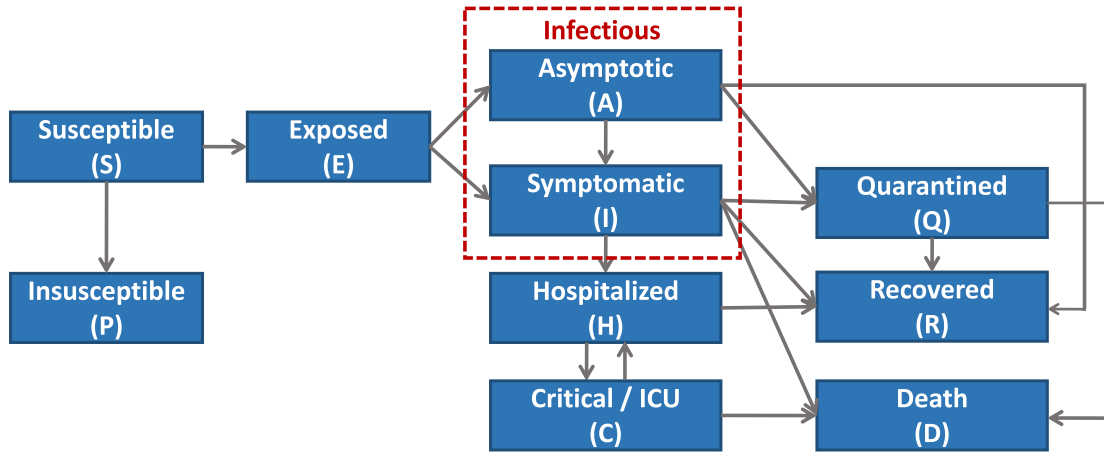 Infectious
Asymptotic
(A)
Susceptible
(S)
Exposed
(E)
Symptomatic
(I)
Quarantined
(Q)
Insusceptible
(P)
Hospitalized
(H)
Recovered
(R)
Critical / ICU
(C)
Death
(D)